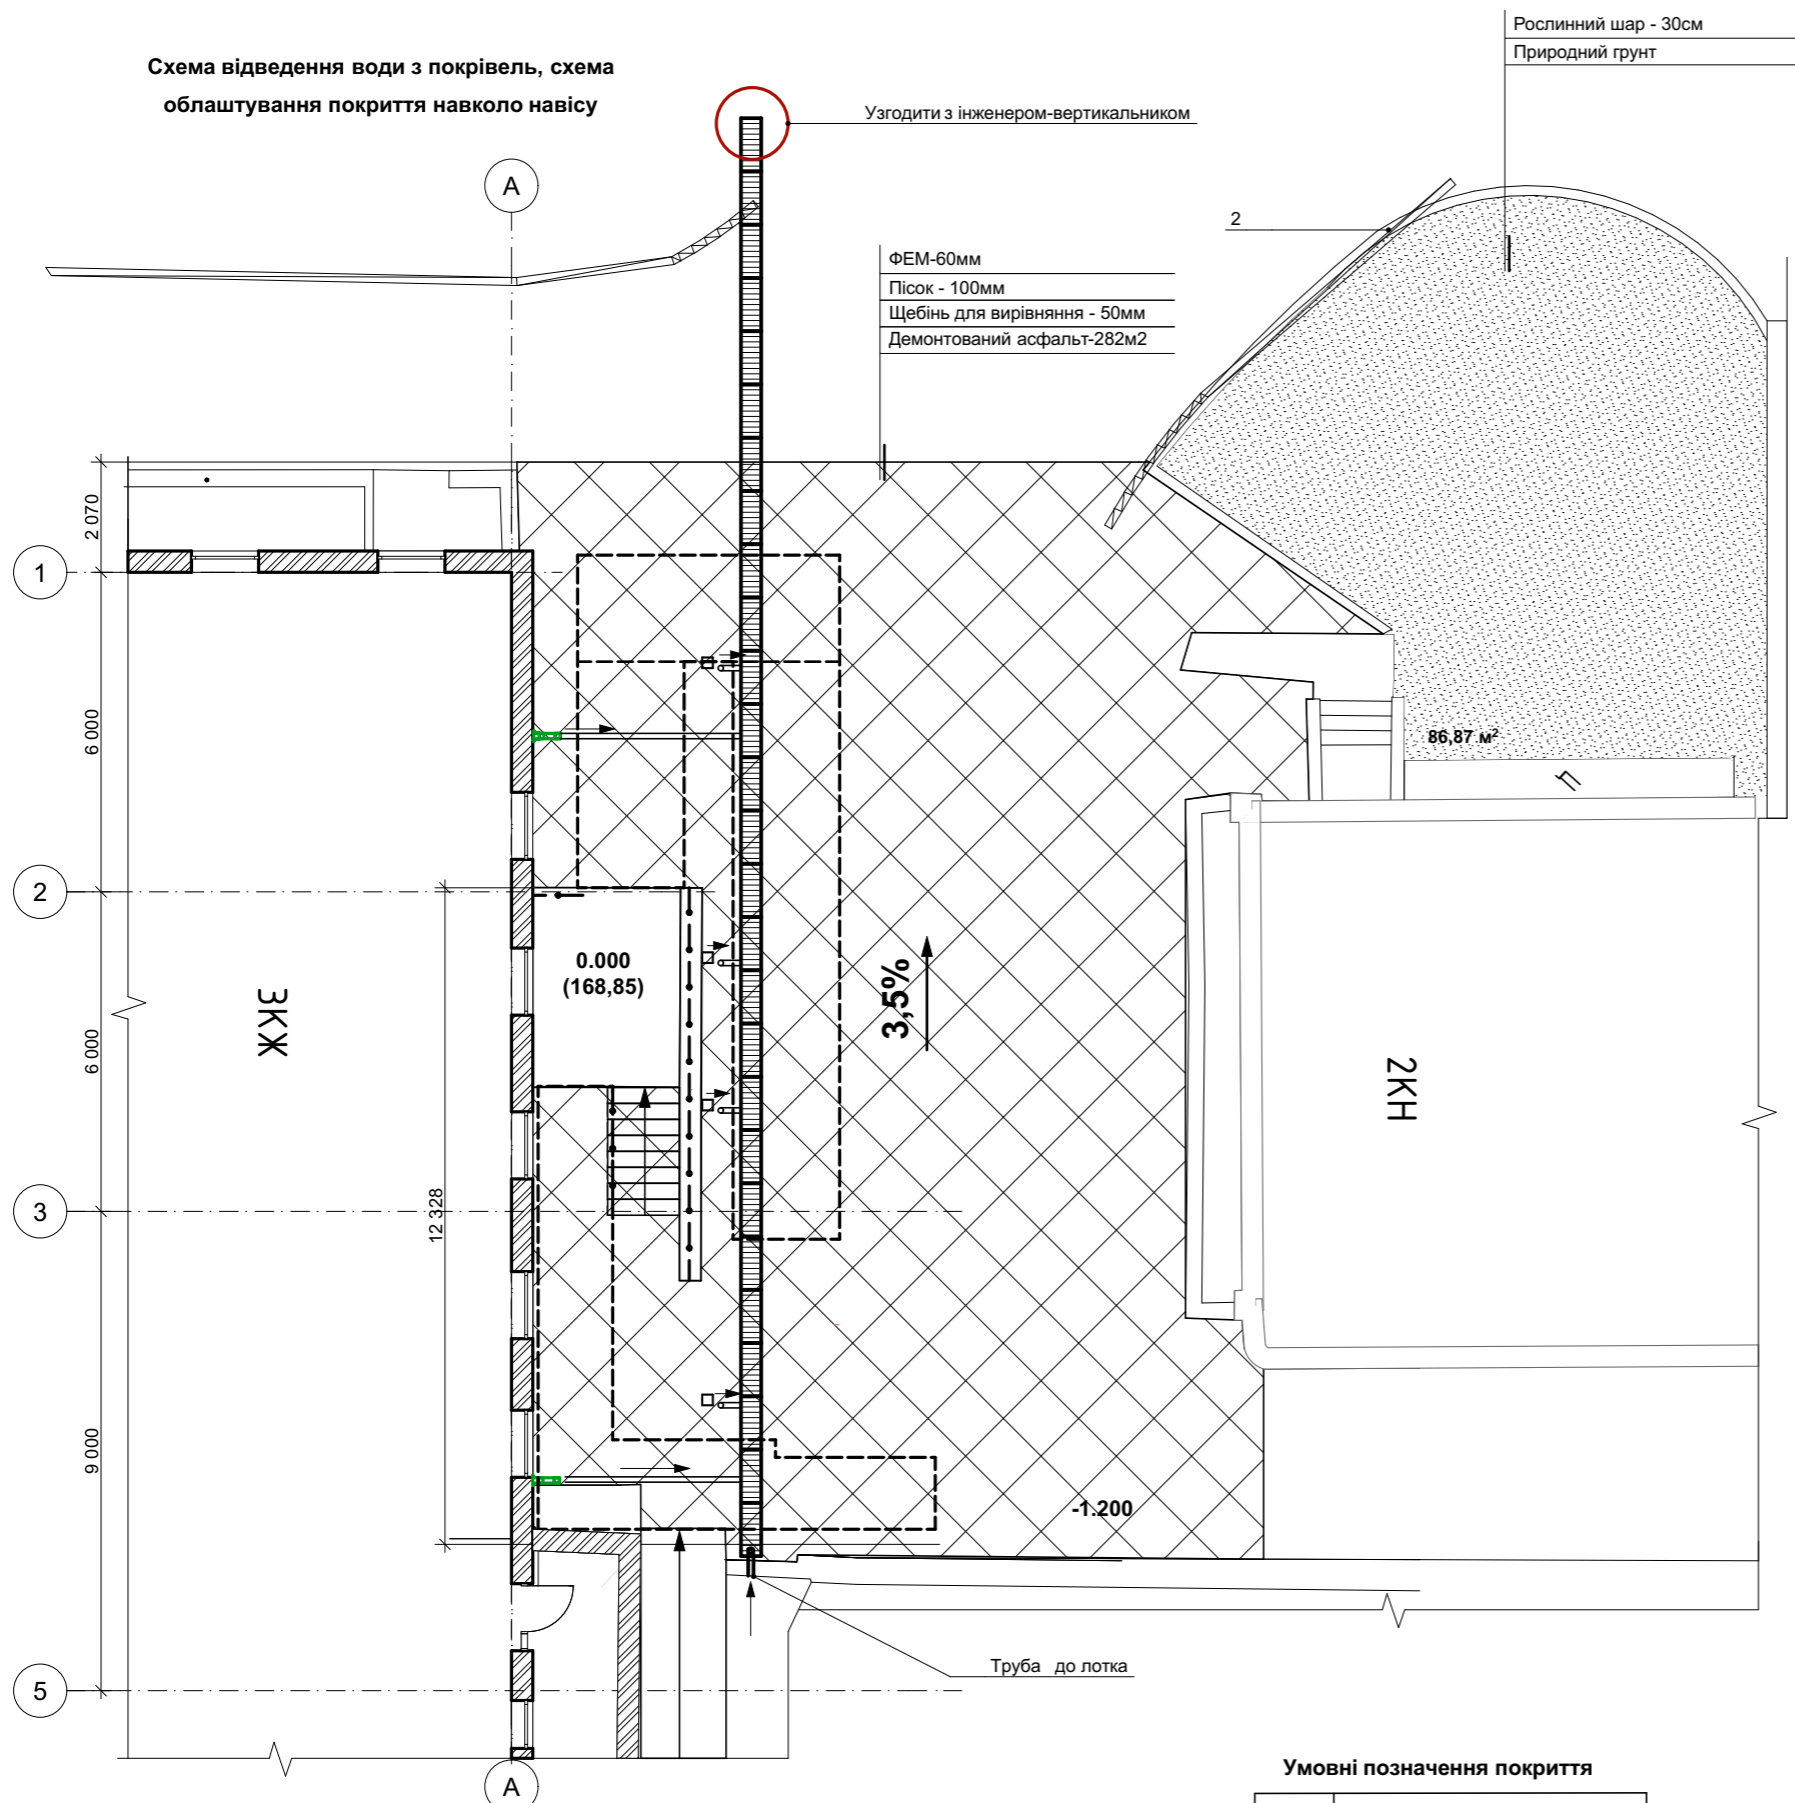 Схема відведення води з покрівель, схема
облаштування покриття навколо навісу
Рослинний шар - 30см
Природний грунт
Узгодити з інженером-вертикальником
А
2
ФЕМ-60мм
Пісок - 100мм
Щебінь для вирівняння - 50мм
Демонтований асфальт-282м2
2 070
1
6 000
86,87 м²
П
2
0.000
(168,85)
3,5%
3КЖ
6 000
2КН
3
12 328
9 000
-1.200
Труба до лотка
5
Умовні позначення покриття
А